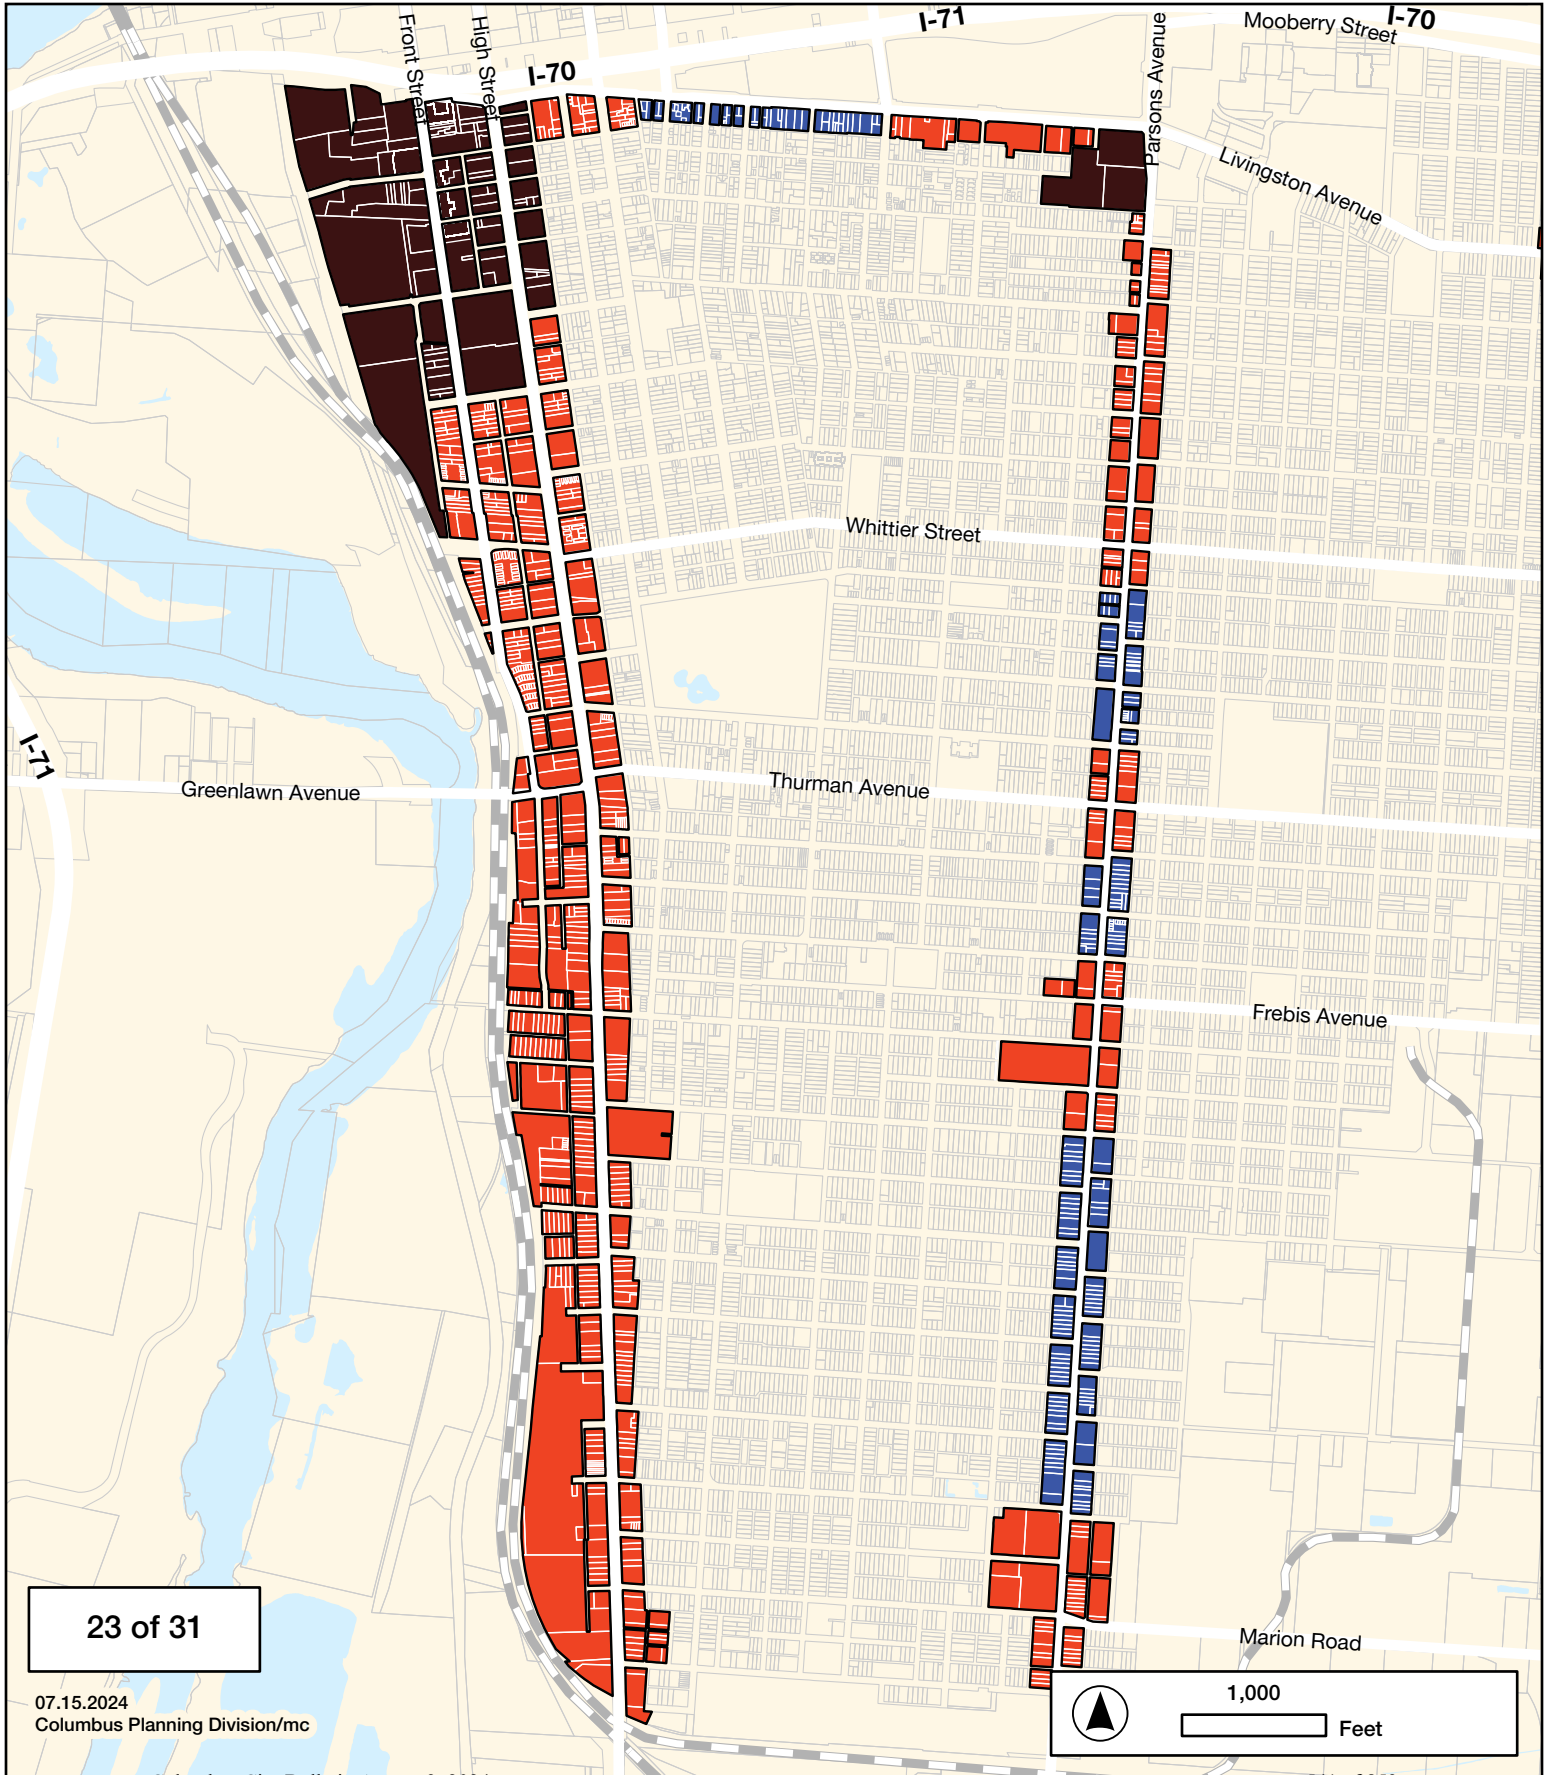 I-71
I-70
Mooberry Street
Front Street
High Street
Parsons Avenue
I-70
Livingston Avenue
Whittier Street
I-71
Greenlawn Avenue
Thurman Avenue
Frebis Avenue
23 of 31
Marion Road
07.15.2024
Columbus Planning Division/mc
1,000
Feet